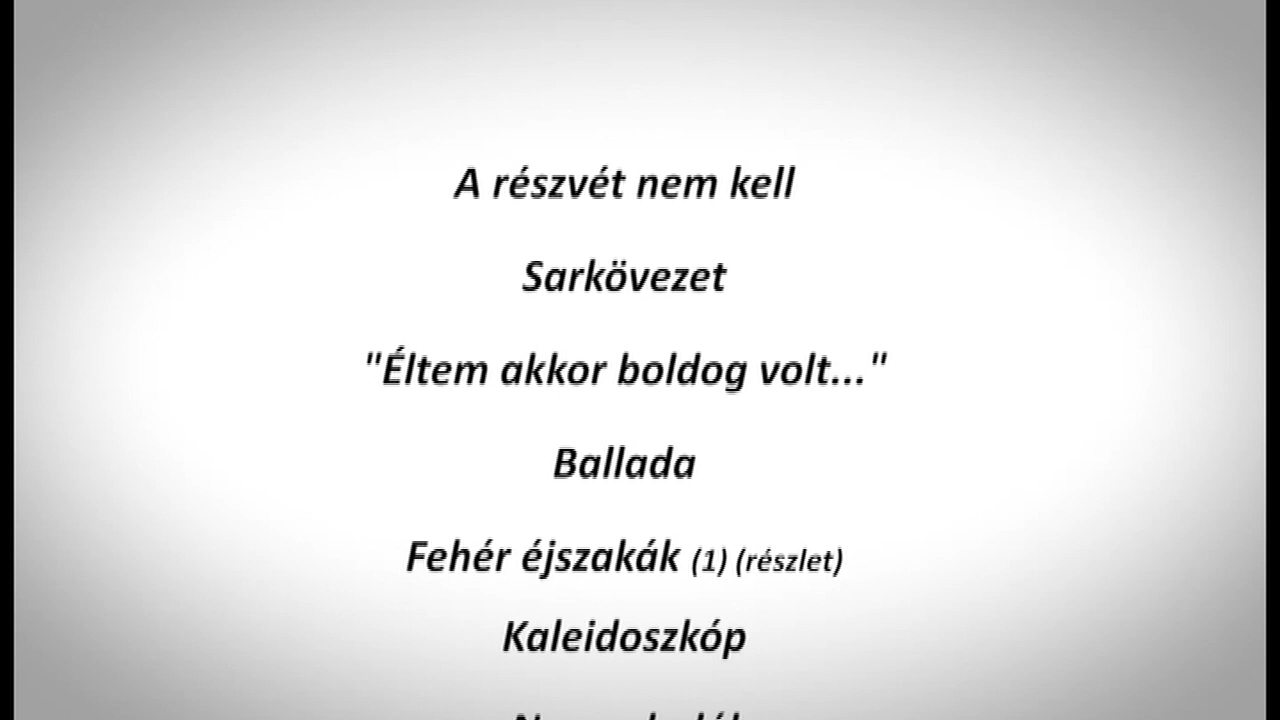 A részvét nem kell
Sarkövezet
"Éltem akkor boldog volt..."
Ballada
Fehér éjszakák (1) (részlet)
Kaleidoszkóp